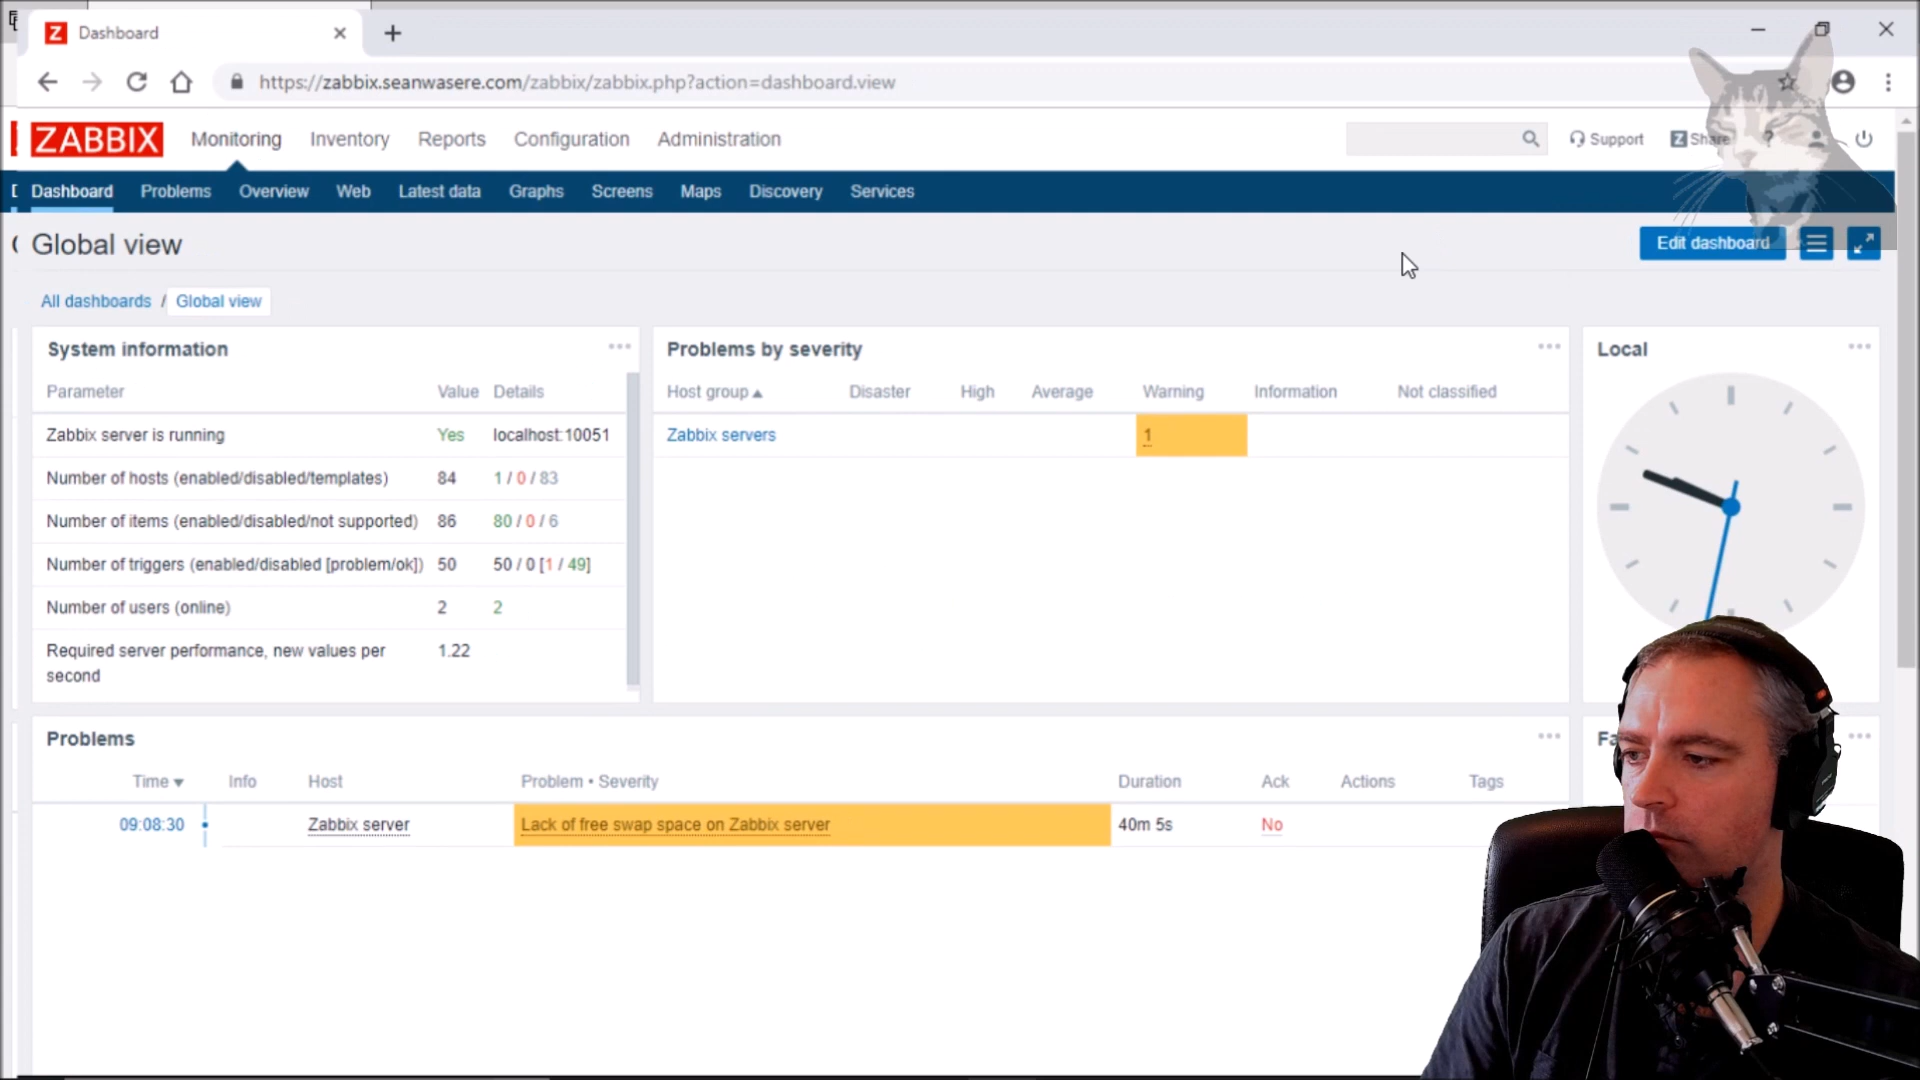 Z Dashboard
https://zabbix.seanwasere.com/zabbix/zabbix.php?action=dashboard.view
ZABBIX Monitoring Inventory Reports Configuration Administration Support Z Share ?
Dashboard Problems Overview Web Latest data Graphs Screens Maps Discovery Services
Global view Edit dashboard
All dashboards / Global view
System information
Parameter Value Details
Zabbix server is running Yes localhost:10051
Number of hosts (enabled/disabled/templates) 84 1 / 0 / 83
Number of items (enabled/disabled/not supported) 86 80 / 0 / 6
Number of triggers (enabled/disabled [problem/ok]) 50 50 / 0 [1 / 49]
Number of users (online) 2 2
Required server performance, new values per
second 1.22
Problems by severity
Host group Disaster High Average Warning Information Not classified
Zabbix servers 1
Local
Problems
Time Info Host Problem • Severity Duration Ack Actions Tags
09:08:30 Zabbix server Lack of free swap space on Zabbix server 40m 5s No